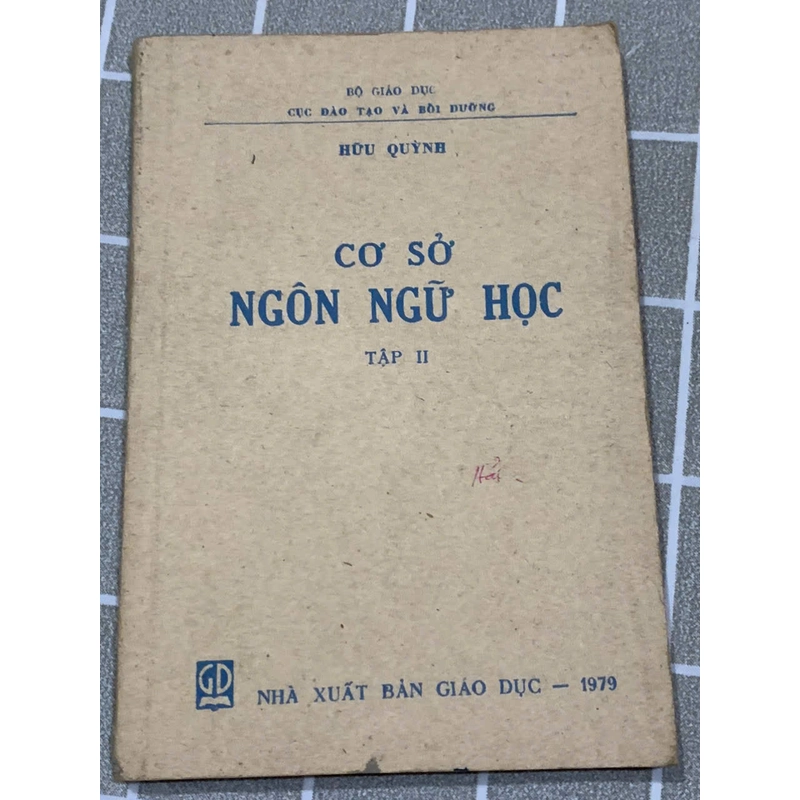 BỘ GIÁO DỤC
CỤC ĐÀO TẠO VÀ BỒI DƯỠNG
HỮU QUỲNH
CƠ SỞ
NGÔN NGỮ HỌC
TẬP II
GD
NHÀ XUẤT BẢN GIÁO DỤC — 1979